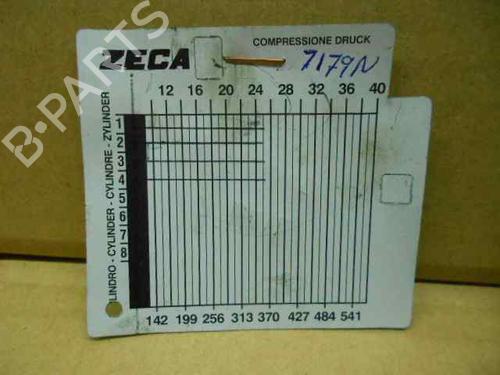 ZECA
COMPRESSIONE DRUCK
7179N
12 16 20 24 28 32 36 40
CILINDRO - CYLINDER - CYLINDRE - ZYLINDER
1
2
3
4
5
6
7
8
142 199 256 313 370 427 484 541
B-PARTS